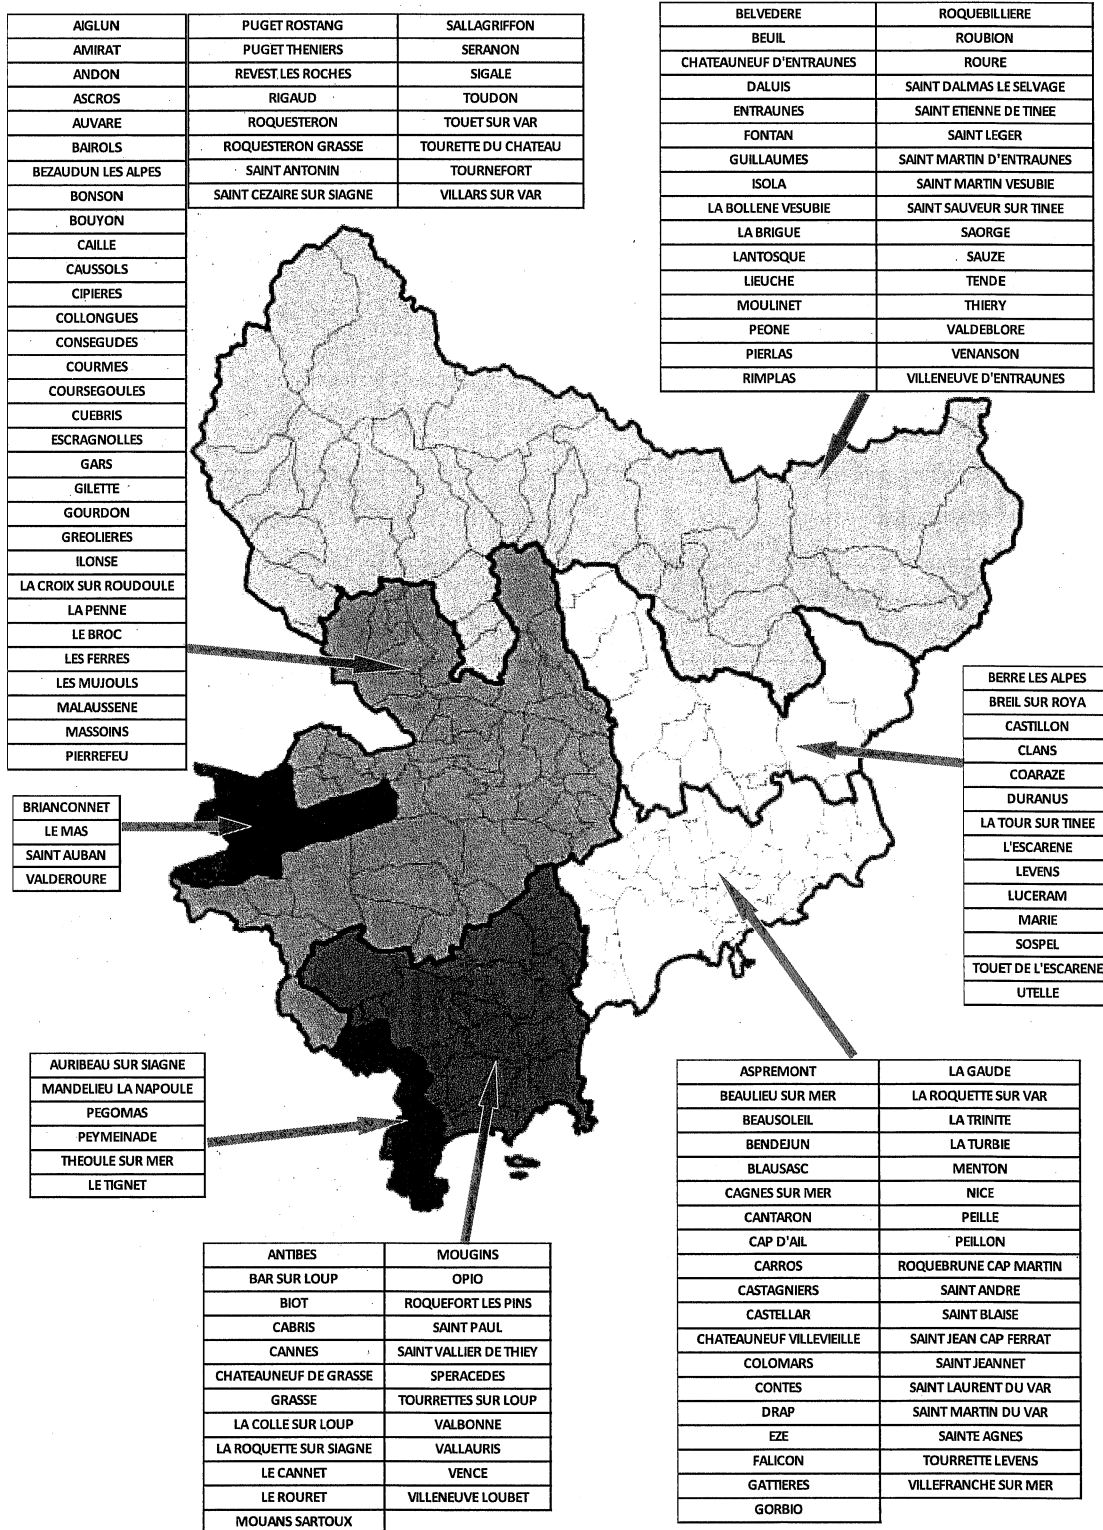 AIGLUN
AMIRAT
ANDON
ASCROS
AUVARE
BAIROLS
BEZAUDUN LES ALPES
BONSON
BOUYON
CAILLE
CAUSSOLS
CIPIERES
COLLONGUES
CONSEGUDES
COURMES
COURSEGOULES
CUEBRIS
ESCRAGNOLLES
GARS
GILETTE
GOURDON
GREOLIERES
ILONSE
LA CROIX SUR ROUDOULE
LA PENNE
LE BROC
LES FERRES
LES MUJOULS
MALAUSSENE
MASSOINS
PIERREFEU
PUGET ROSTANG SALLAGRIFFON
PUGET THENIERS SERANON
REVEST LES ROCHES SIGALE
RIGAUD TOUDON
ROQUESTERON TOUET SUR VAR
ROQUESTERON GRASSE TOURETTE DU CHATEAU
SAINT ANTONIN TOURNEFORT
SAINT CEZAIRE SUR SIAGNE VILLARS SUR VAR
BELVEDERE ROQUEBILLIERE
BEUIL ROUBION
CHATEAUNEUF D'ENTRAUNES ROURE
DALUIS SAINT DALMAS LE SELVAGE
ENTRAUNES SAINT ETIENNE DE TINEE
FONTAN SAINT LEGER
GUILLAUMES SAINT MARTIN D'ENTRAUNES
ISOLA SAINT MARTIN VESUBIE
LA BOLLENE VESUBIE SAINT SAUVEUR SUR TINEE
LA BRIGUE SAORGE
LANTOSQUE SAUZE
LIEUCHE TENDE
MOULINET THIERY
PEONE VALDEBLORE
PIERLAS VENANSON
RIMPLAS VILLENEUVE D'ENTRAUNES
BERRE LES ALPES
BREIL SUR ROYA
CASTILLON
CLANS
COARAZE
DURANUS
LA TOUR SUR TINEE
L'ESCARENE
LEVENS
LUCERAM
MARIE
SOSPEL
TOUET DE L'ESCARENE
UTELLE
BRIANCONNET
LE MAS
SAINT AUBAN
VALDEROURE
AURIBEAU SUR SIAGNE
MANDELIEU LA NAPOULE
PEGOMAS
PEYMEINADE
THEOULE SUR MER
LE TIGNET
ANTIBES MOUGINS
BAR SUR LOUP OPIO
BIOT ROQUEFORT LES PINS
CABRIS SAINT PAUL
CANNES SAINT VALLIER DE THIEY
CHATEAUNEUF DE GRASSE SPERACEDES
GRASSE TOURRETTES SUR LOUP
LA COLLE SUR LOUP VALBONNE
LA ROQUETTE SUR SIAGNE VALLAURIS
LE CANNET VENCE
LE ROURET VILLENEUVE LOUBET
MOUANS SARTOUX
ASPREMONT LA GAUDE
BEAULIEU SUR MER LA ROQUETTE SUR VAR
BEAUSOLEIL LA TRINITE
BENDEJUN LA TURBIE
BLAUSASC MENTON
CAGNES SUR MER NICE
CANTARON PEILLE
CAP D'AIL PEILLON
CARROS ROQUEBRUNE CAP MARTIN
CASTAGNIERS SAINT ANDRE
CASTELLAR SAINT BLAISE
CHATEAUNEUF VILLEVIEILLE SAINT JEAN CAP FERRAT
COLOMARS SAINT JEANNET
CONTES SAINT LAURENT DU VAR
DRAP SAINT MARTIN DU VAR
EZE SAINTE AGNES
FALICON TOURRETTE LEVENS
GATTIERES VILLEFRANCHE SUR MER
GORBIO